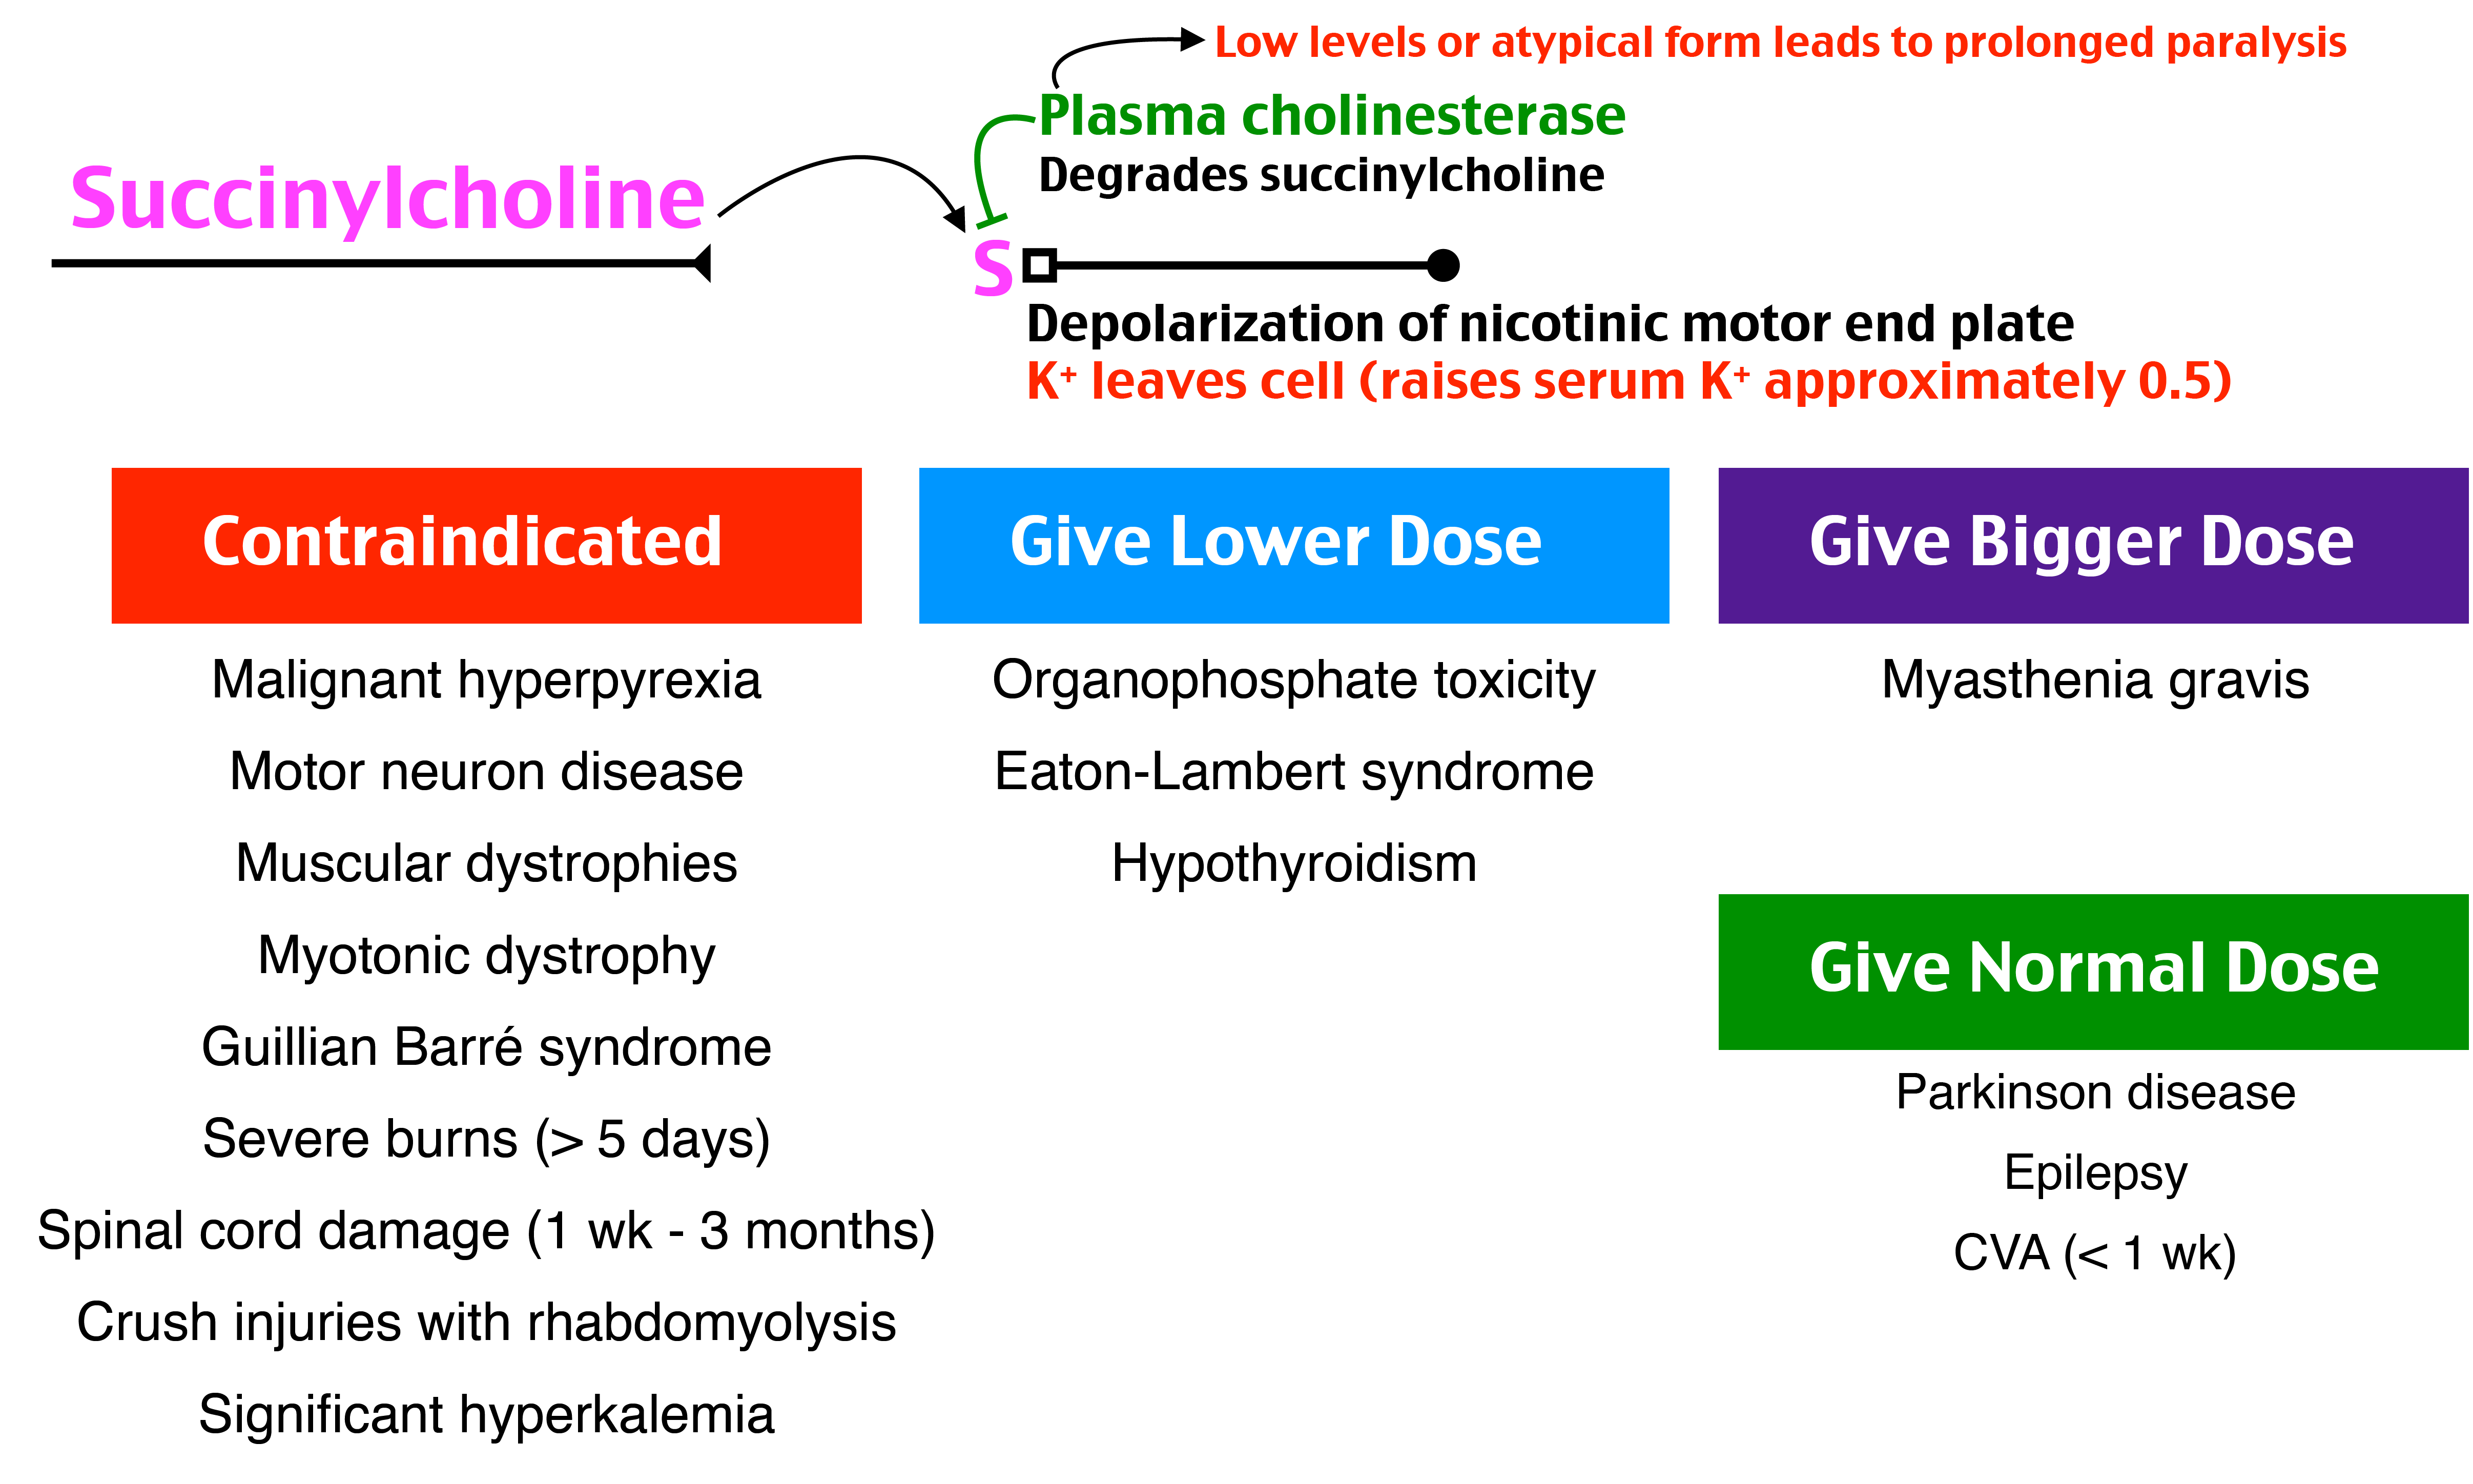 Low levels or atypical form leads to prolonged paralysis
Plasma cholinesterase
Degrades succinylcholine
Succinylcholine
S
Depolarization of nicotinic motor end plate
K⁺ leaves cell (raises serum K⁺ approximately 0.5)
Contraindicated
Malignant hyperpyrexia
Motor neuron disease
Muscular dystrophies
Myotonic dystrophy
Guillian Barré syndrome
Severe burns (> 5 days)
Spinal cord damage (1 wk - 3 months)
Crush injuries with rhabdomyolysis
Significant hyperkalemia
Give Lower Dose
Organophosphate toxicity
Eaton-Lambert syndrome
Hypothyroidism
Give Bigger Dose
Myasthenia gravis
Give Normal Dose
Parkinson disease
Epilepsy
CVA (< 1 wk)